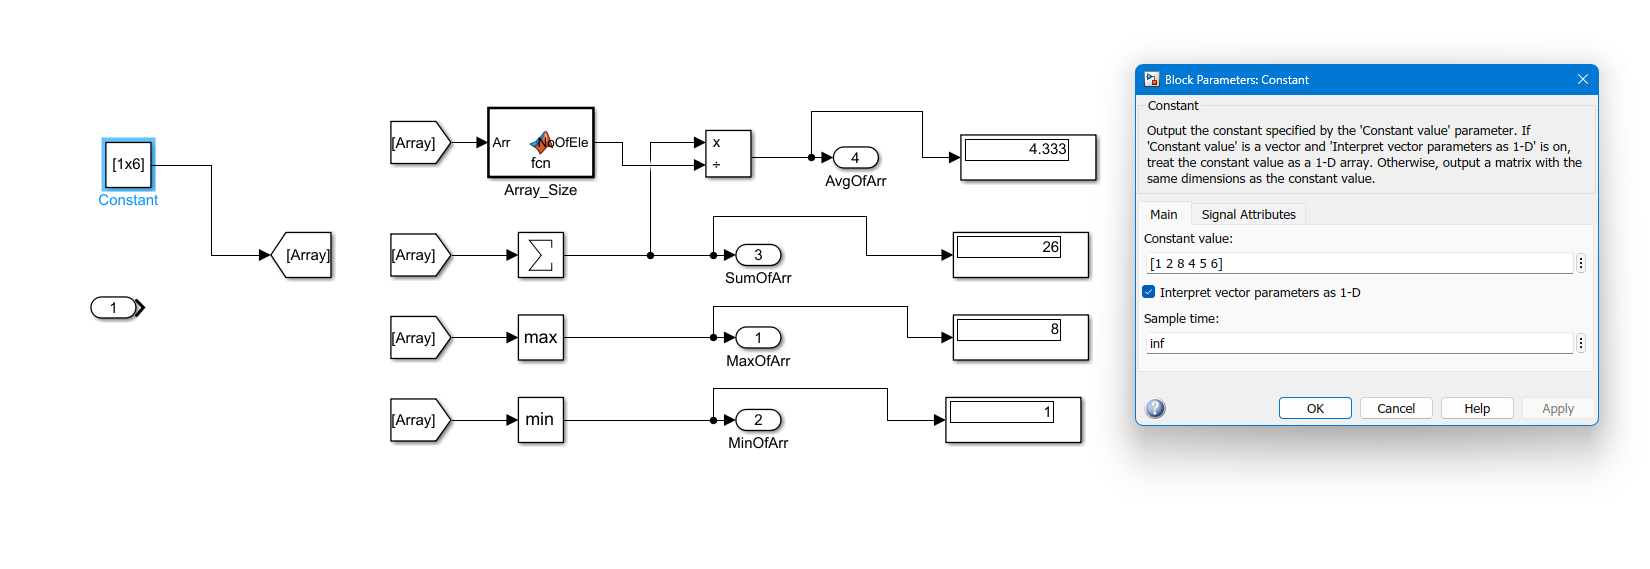 [1x6]
Constant
[Array]
1
[Array]
Arr
NoOfEle
fcn
Array_Size
x
÷
4
AvgOfArr
4.333
[Array]
∑
3
SumOfArr
26
[Array]
max
1
MaxOfArr
8
[Array]
min
2
MinOfArr
1
Block Parameters: Constant
Constant
Output the constant specified by the 'Constant value' parameter. If
'Constant value' is a vector and 'Interpret vector parameters as 1-D' is on,
treat the constant value as a 1-D array. Otherwise, output a matrix with the
same dimensions as the constant value.
Main Signal Attributes
Constant value:
[1 2 8 4 5 6]
Interpret vector parameters as 1-D
Sample time:
inf
? OK Cancel Help Apply